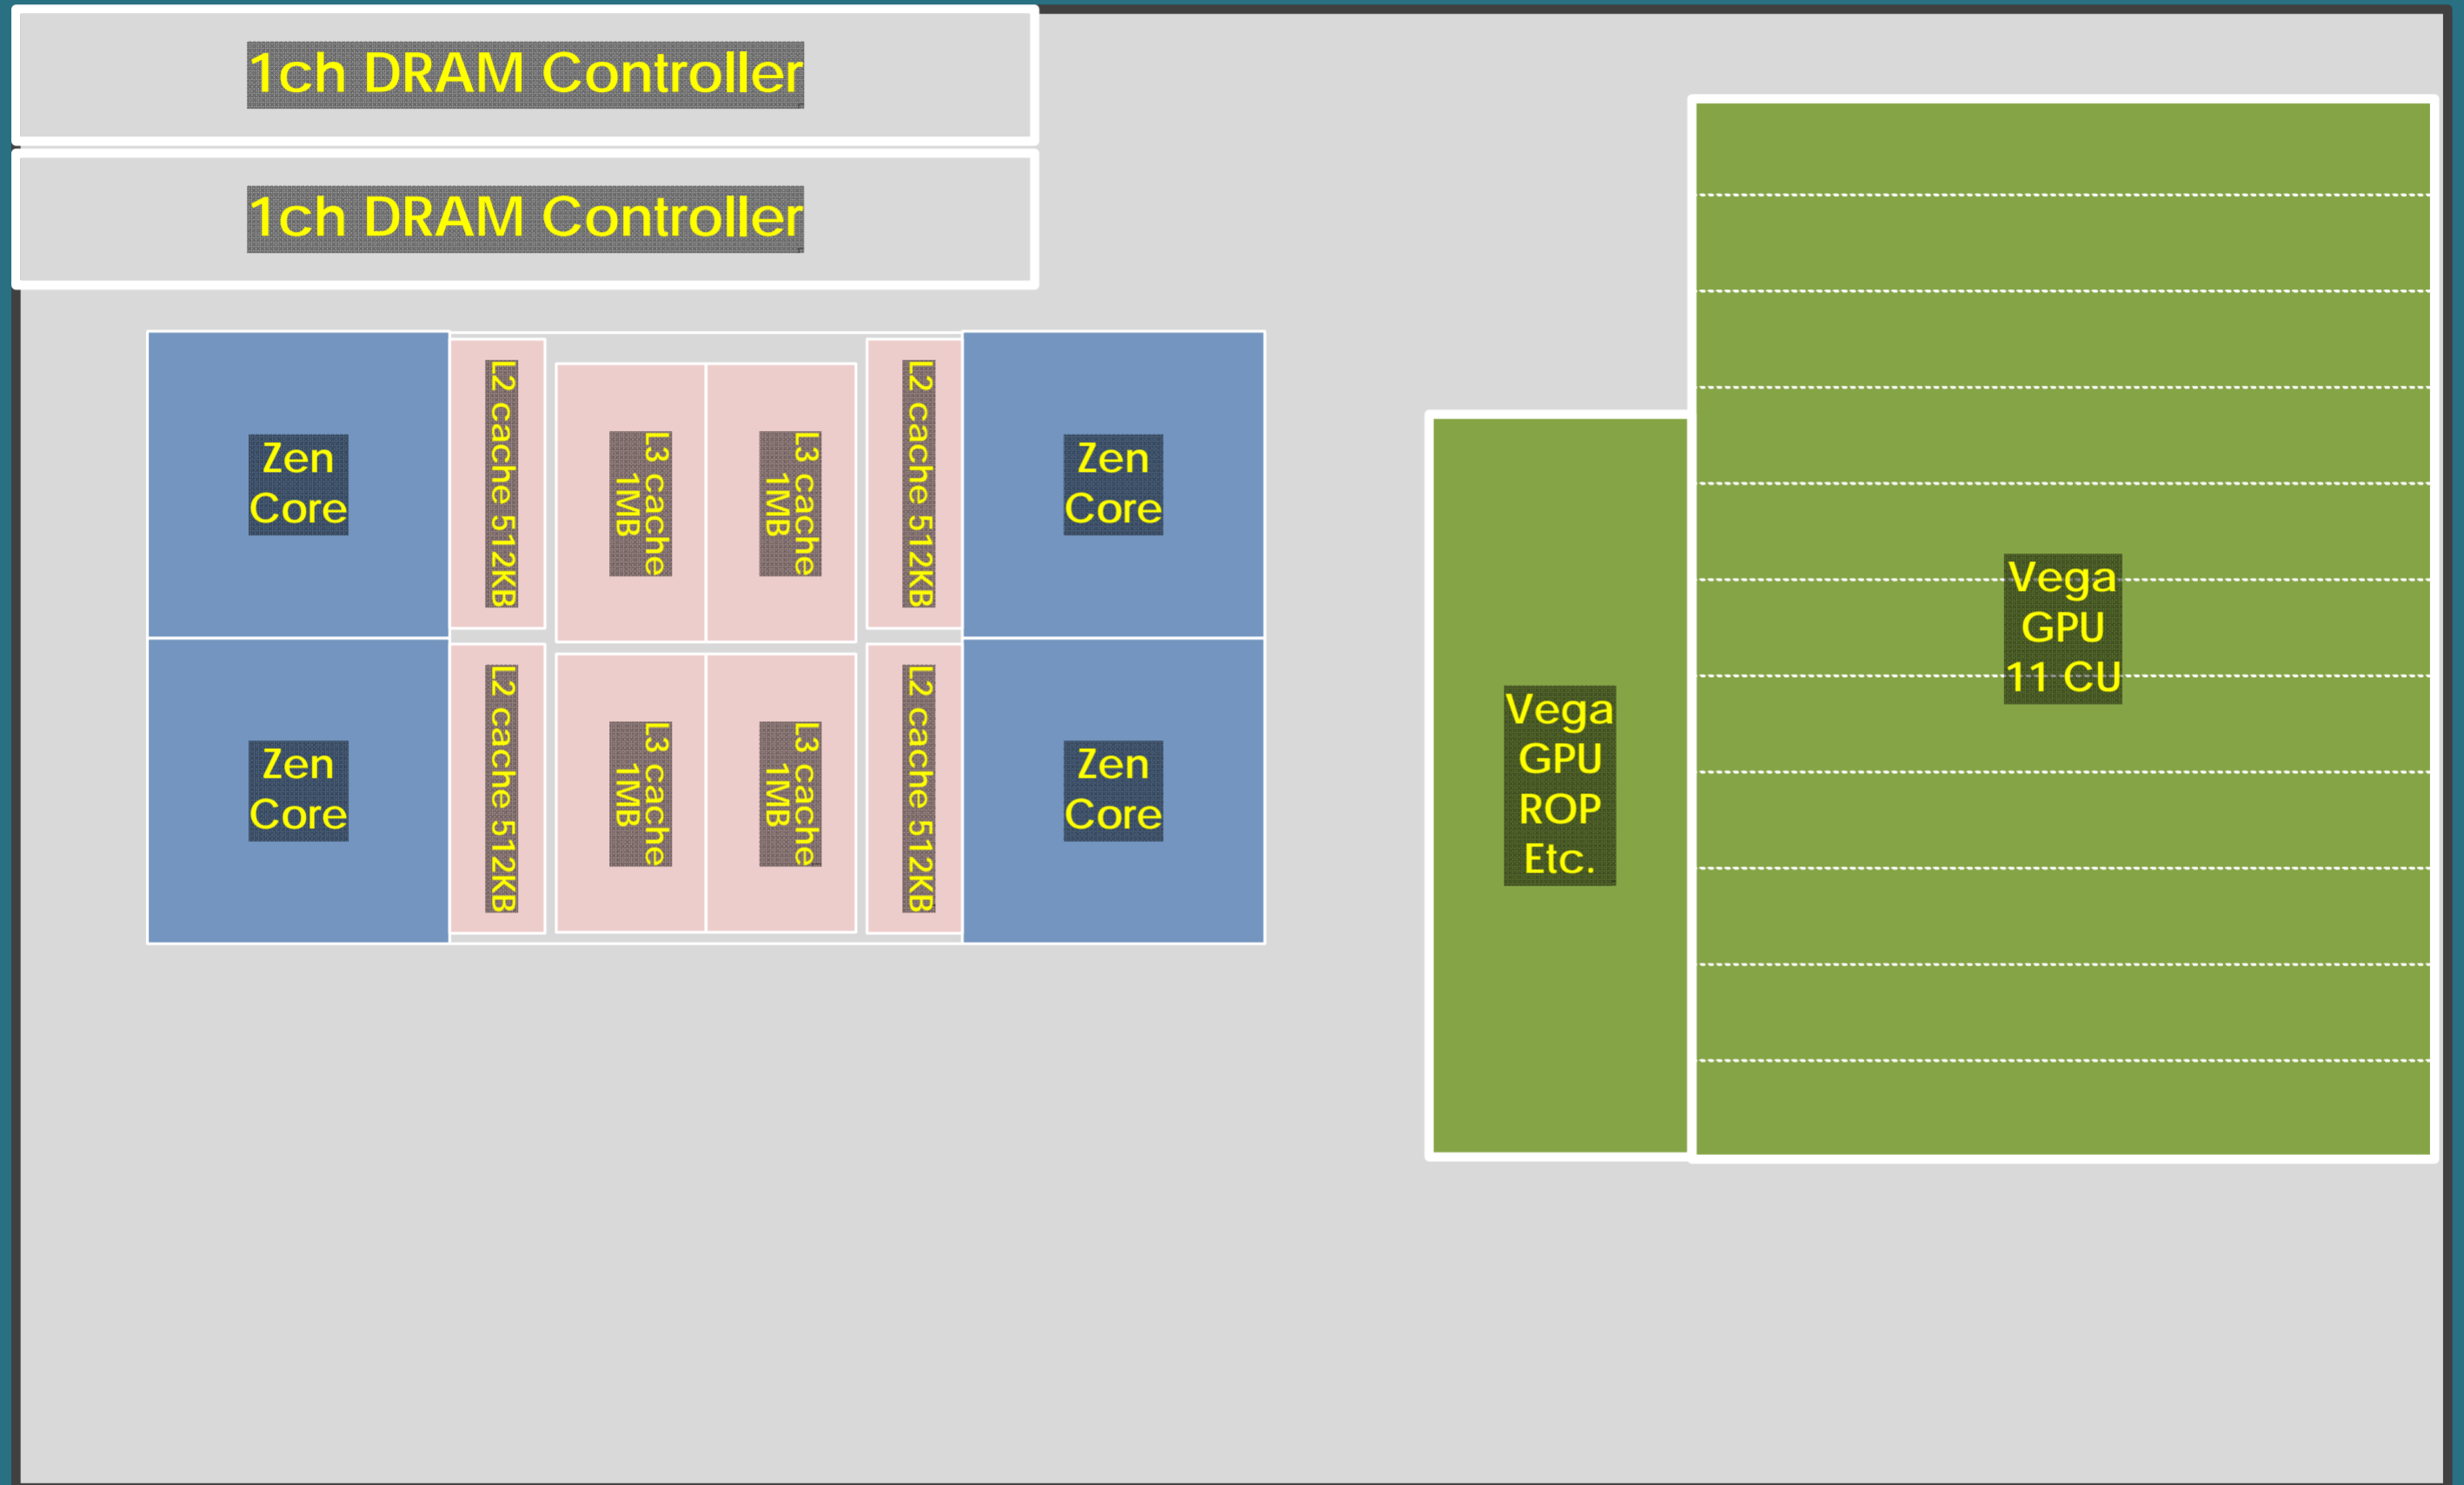 1ch DRAM Controller
1ch DRAM Controller
Zen
Core
L2 cache 512KB
L3 cache
1MB
L3 cache
1MB
L2 cache 512KB
Zen
Core
Zen
Core
L2 cache 512KB
L3 cache
1MB
L3 cache
1MB
L2 cache 512KB
Zen
Core
Vega
GPU
ROP
Etc.
Vega
GPU
11 CU